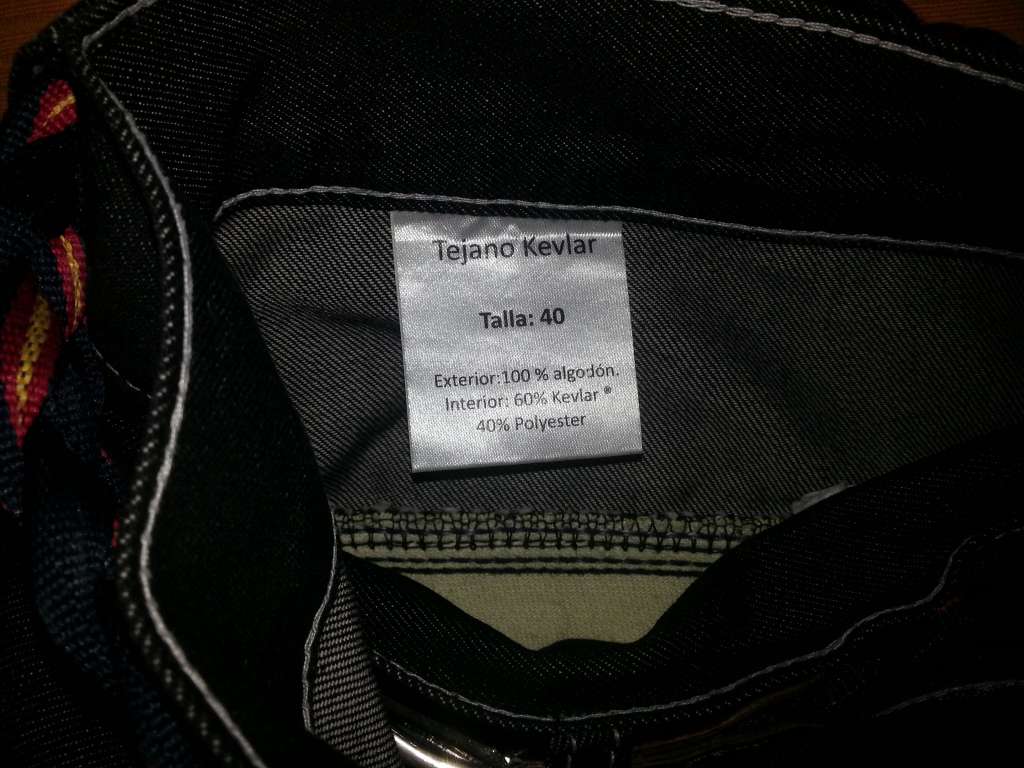 Tejano Kevlar
Talla: 40
Exterior:100 % algodón.
Interior: 60% Kevlar ®
40% Polyester